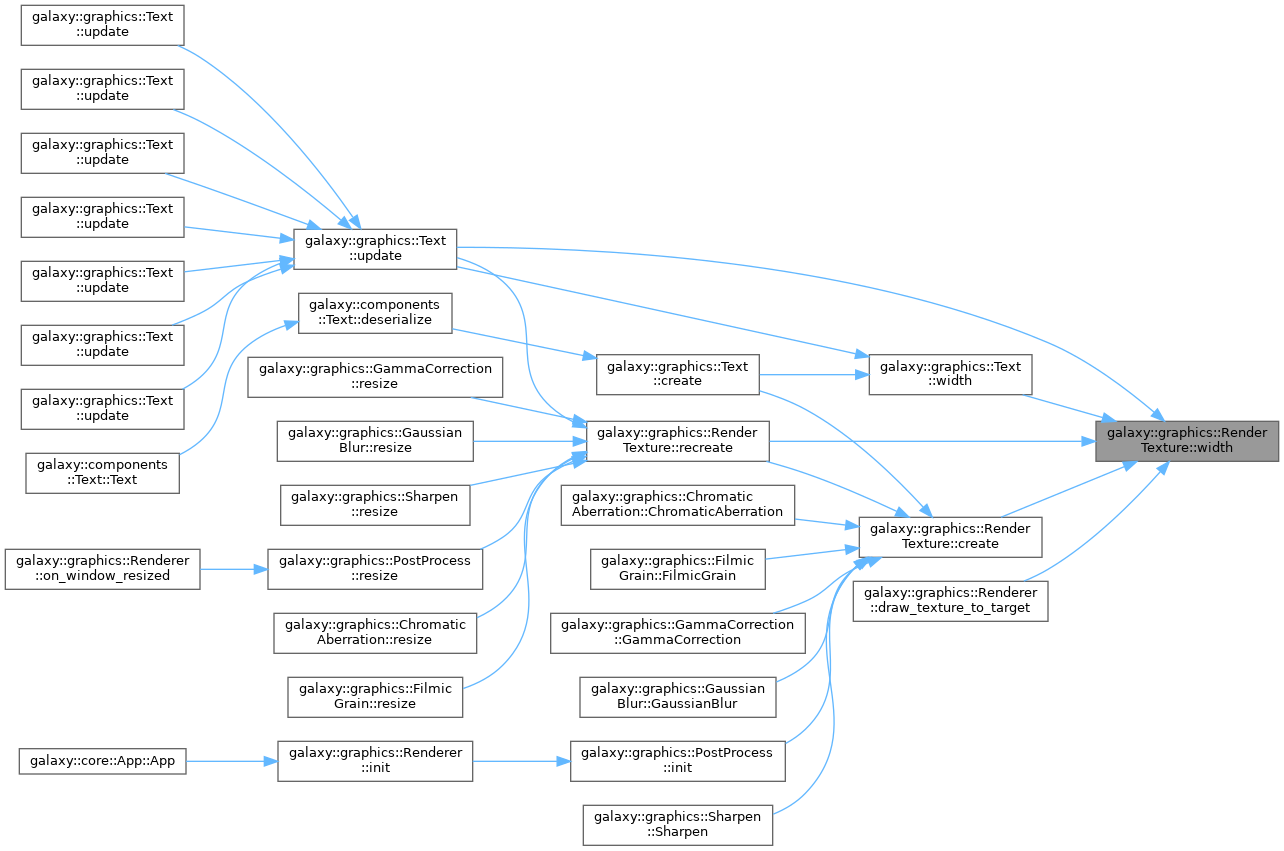 galaxy::graphics::Text
::update
galaxy::graphics::Text
::update
galaxy::graphics::Text
::update
galaxy::graphics::Text
::update
galaxy::graphics::Text
::update
galaxy::graphics::Text
::update
galaxy::graphics::Text
::update
galaxy::components
::Text::Text
galaxy::graphics::Renderer
::on_window_resized
galaxy::core::App::App
galaxy::graphics::Text
::update
galaxy::components
::Text::deserialize
galaxy::graphics::GammaCorrection
::resize
galaxy::graphics::Gaussian
Blur::resize
galaxy::graphics::Sharpen
::resize
galaxy::graphics::PostProcess
::resize
galaxy::graphics::Chromatic
Aberration::resize
galaxy::graphics::Filmic
Grain::resize
galaxy::graphics::Renderer
::init
galaxy::graphics::Text
::create
galaxy::graphics::Render
Texture::recreate
galaxy::graphics::Chromatic
Aberration::ChromaticAberration
galaxy::graphics::Filmic
Grain::FilmicGrain
galaxy::graphics::GammaCorrection
::GammaCorrection
galaxy::graphics::Gaussian
Blur::GaussianBlur
galaxy::graphics::PostProcess
::init
galaxy::graphics::Sharpen
::Sharpen
galaxy::graphics::Text
::width
galaxy::graphics::Render
Texture::create
galaxy::graphics::Renderer
::draw_texture_to_target
galaxy::graphics::Render
Texture::width